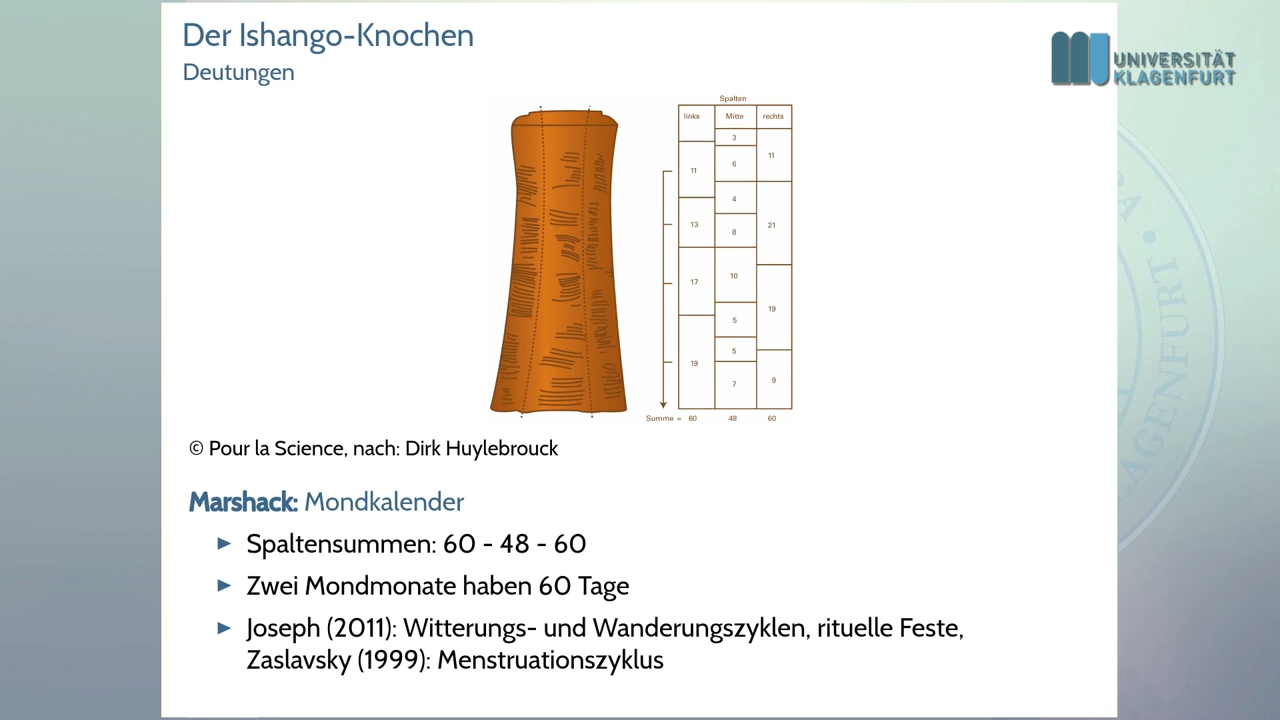 Der Ishango-Knochen
Deutungen
UNIVERSITÄT
KLAGENFURT
Spalten
links Mitte rechts
3
11
6
11
4
13 21
8
10
17
19
5
5
19
9
7
Summe = 60 48 60
© Pour la Science, nach: Dirk Huylebrouck
Marshack: Mondkalender
Spaltensummen: 60 - 48 - 60
Zwei Mondmonate haben 60 Tage
Joseph (2011): Witterungs- und Wanderungszyklen, rituelle Feste,
Zaslavsky (1999): Menstruationszyklus